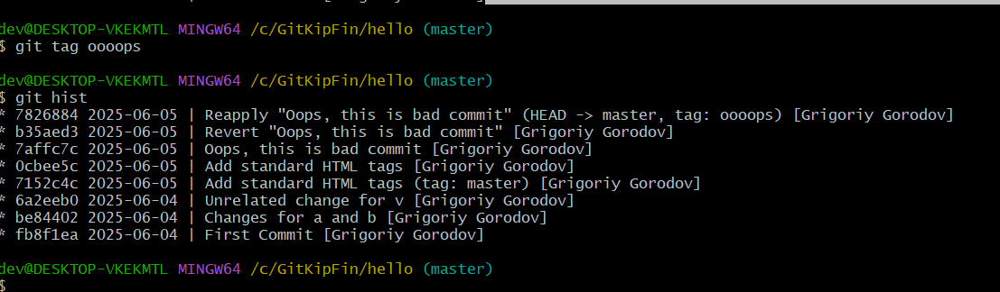 dev@DESKTOP-VKEKMTL MINGW64 /c/GitKipFin/hello (master)
$ git tag oooops
dev@DESKTOP-VKEKMTL MINGW64 /c/GitKipFin/hello (master)
$ git hist
* 7826884 2025-06-05 | Reapply "Oops, this is bad commit" (HEAD -> master, tag: oooops) [Grigoriy Gorodov]
* b35aed3 2025-06-05 | Revert "Oops, this is bad commit" [Grigoriy Gorodov]
* 7affc7c 2025-06-05 | Oops, this is bad commit [Grigoriy Gorodov]
* 0cbee5c 2025-06-05 | Add standard HTML tags [Grigoriy Gorodov]
* 7152c4c 2025-06-05 | Add standard HTML tags (tag: master) [Grigoriy Gorodov]
* 6a2eeb0 2025-06-04 | Unrelated change for v [Grigoriy Gorodov]
* be84402 2025-06-04 | Changes for a and b [Grigoriy Gorodov]
* fb8f1ea 2025-06-04 | First Commit [Grigoriy Gorodov]
dev@DESKTOP-VKEKMTL MINGW64 /c/GitKipFin/hello (master)
$